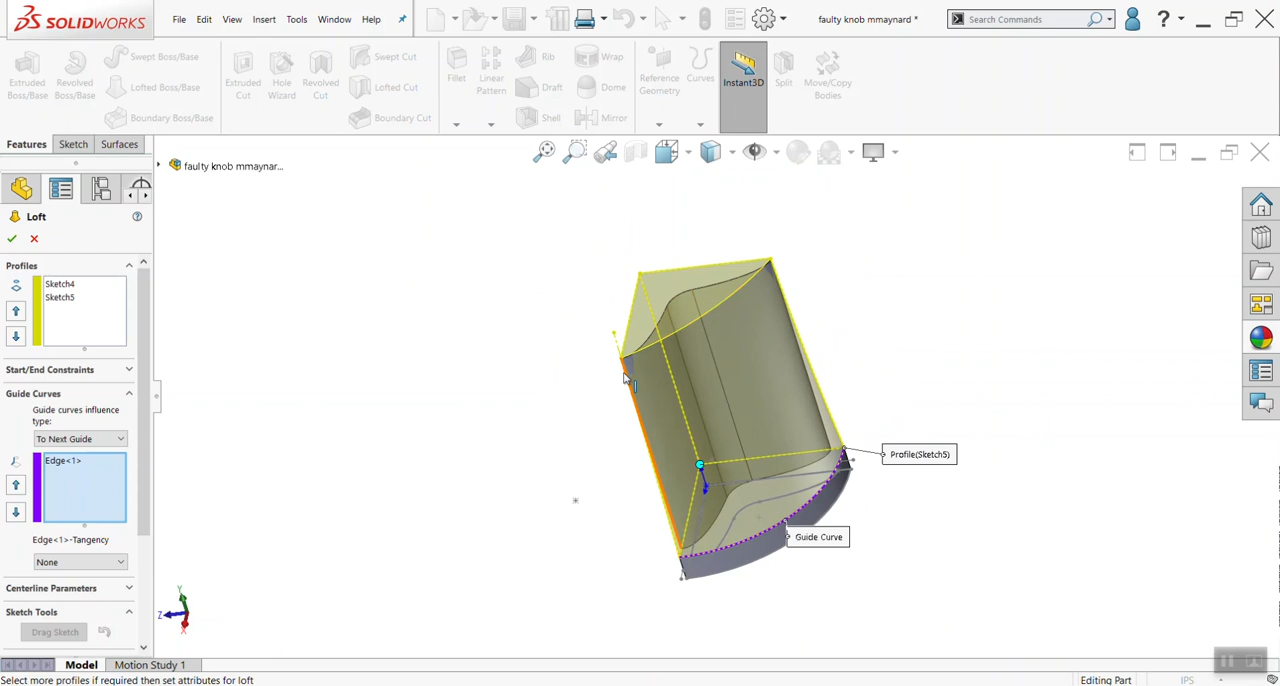 SOLIDWORKS
File Edit View Insert Tools Window Help
faulty knob mmaynard *
Search Commands
Extruded Boss/Base
Revolved Boss/Base
Swept Boss/Base
Lofted Boss/Base
Boundary Boss/Base
Extruded Cut
Hole Wizard
Revolved Cut
Swept Cut
Lofted Cut
Boundary Cut
Fillet
Linear Pattern
Rib
Draft
Shell
Wrap
Dome
Mirror
Reference Geometry
Curves
Instant3D
Split
Move/Copy Bodies
Features Sketch Surfaces
faulty knob mmaynar...
Loft
Profiles
Sketch4
Sketch5
Start/End Constraints
Guide Curves
Guide curves influence
type:
To Next Guide
Edge<1>
Edge<1>-Tangency
None
Centerline Parameters
Sketch Tools
Drag Sketch
Profile(Sketch5)
Guide Curve
Y
Z
X
Model Motion Study 1
Select more profiles if required then set attributes for loft
Editing Part
IPS